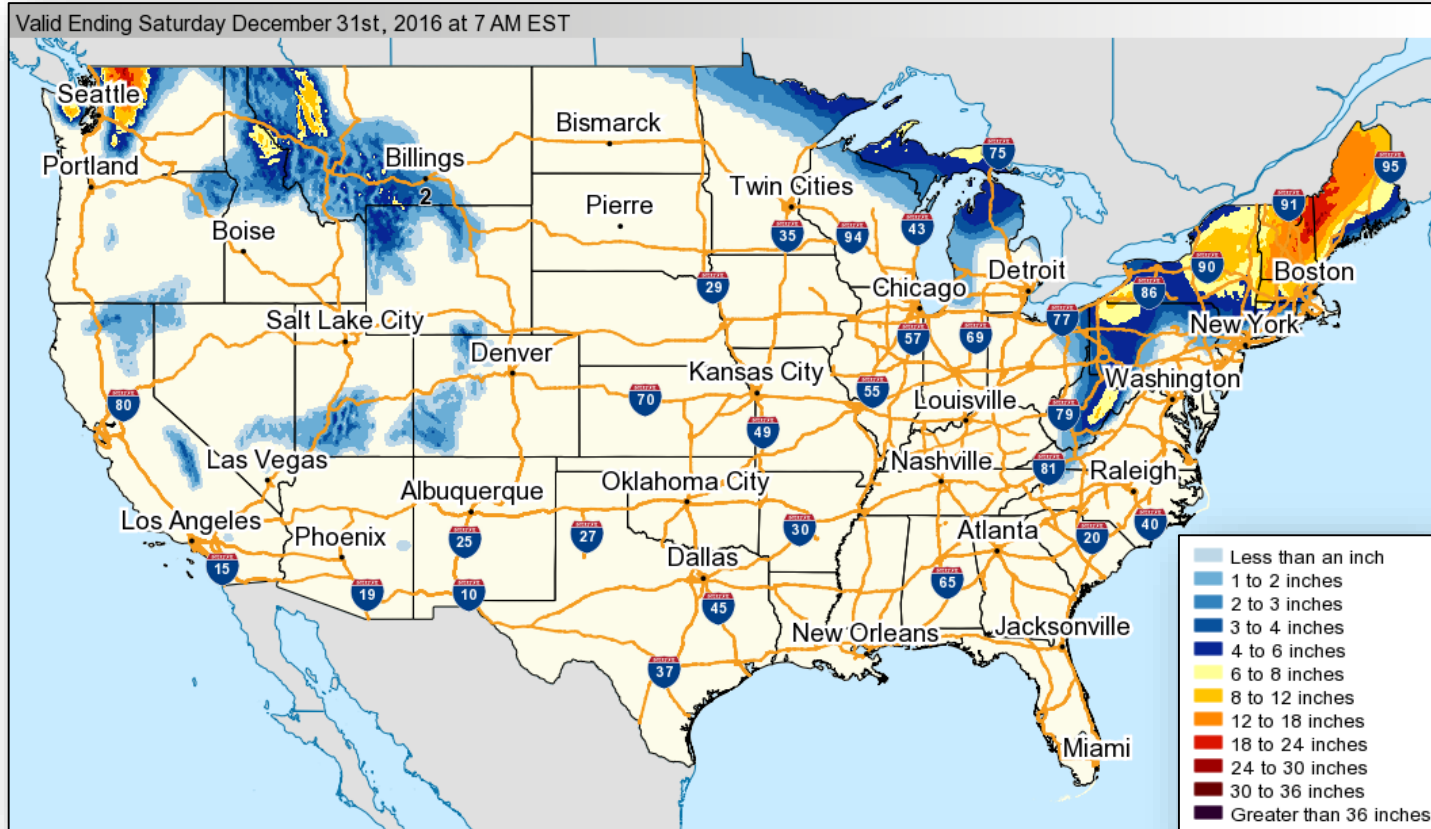 Valid Ending Saturday December 31st, 2016 at 7 AM EST
Seattle
Bismarck
75
Portland
Billings
95
2
Twin Cities
Pierre
91
Boise
35
94
43
Detroit
90
Boston
29
Chicago
86
Salt Lake City
77
New York
57
69
Denver
Kansas City
Washington
80
70
55
Louisville
79
49
Las Vegas
Nashville
81
Raleigh
Albuquerque
Oklahoma City
Los Angeles
Phoenix
25
27
30
Atlanta
20
40
15
Dallas
19
10
65
45
New Orleans
Jacksonville
37
Miami
Less than an inch
1 to 2 inches
2 to 3 inches
3 to 4 inches
4 to 6 inches
6 to 8 inches
8 to 12 inches
12 to 18 inches
18 to 24 inches
24 to 30 inches
30 to 36 inches
Greater than 36 inches